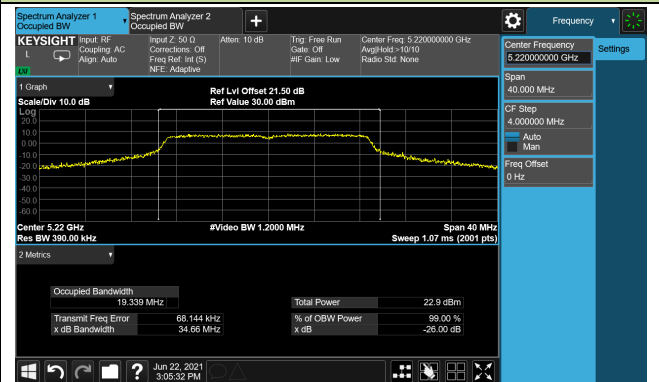 Spectrum Analyzer 1
Occupied BW
Spectrum Analyzer 2
Occupied BW
Frequency
KEYSIGHT
L
LXI
Input: RF
Coupling: AC
Align: Auto
Input Z: 50 Ω
Corrections: Off
Freq Ref: Int (S)
NFE: Adaptive
Atten: 10 dB
Trig: Free Run
Gate: Off
#IF Gain: Low
Center Freq: 5.220000000 GHz
Avg|Hold:>10/10
Radio Std: None
Center Frequency
5.220000000 GHz
Settings
Span
40.000 MHz
CF Step
4.000000 MHz
Auto
Man
Freq Offset
0 Hz
1 Graph
Scale/Div 10.0 dB
Ref Lvl Offset 21.50 dB
Ref Value 30.00 dBm
Log
20.0
10.0
0.00
-10.0
-20.0
-30.0
-40.0
-50.0
-60.0
Center 5.22 GHz
Res BW 390.00 kHz
#Video BW 1.2000 MHz
Span 40 MHz
Sweep 1.07 ms (2001 pts)
2 Metrics
Occupied Bandwidth
19.339 MHz
Total Power 22.9 dBm
Transmit Freq Error 68.144 kHz
% of OBW Power 99.00 %
x dB Bandwidth 34.66 MHz
x dB -26.00 dB
?
Jun 22, 2021
3:05:32 PM